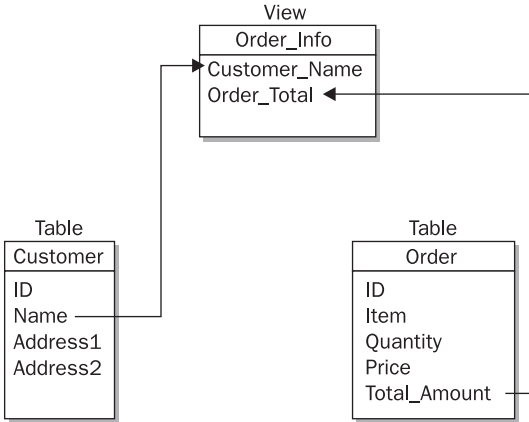 View
Order_Info
Customer_Name
Order_Total
Table
Customer
ID
Name
Address1
Address2
Table
Order
ID
Item
Quantity
Price
Total_Amount